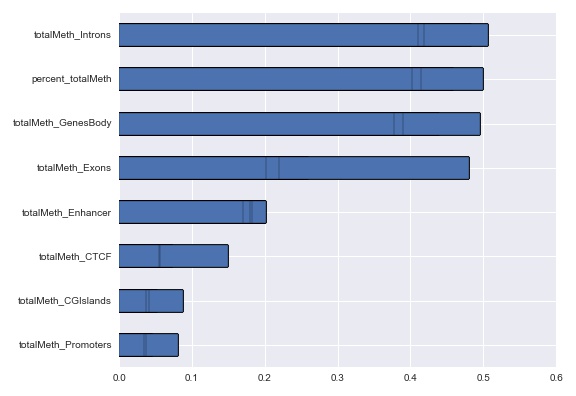 totalMeth_Introns
percent_totalMeth
totalMeth_GenesBody
totalMeth_Exons
totalMeth_Enhancer
totalMeth_CTCF
totalMeth_CGIslands
totalMeth_Promoters
0.0 0.1 0.2 0.3 0.4 0.5 0.6